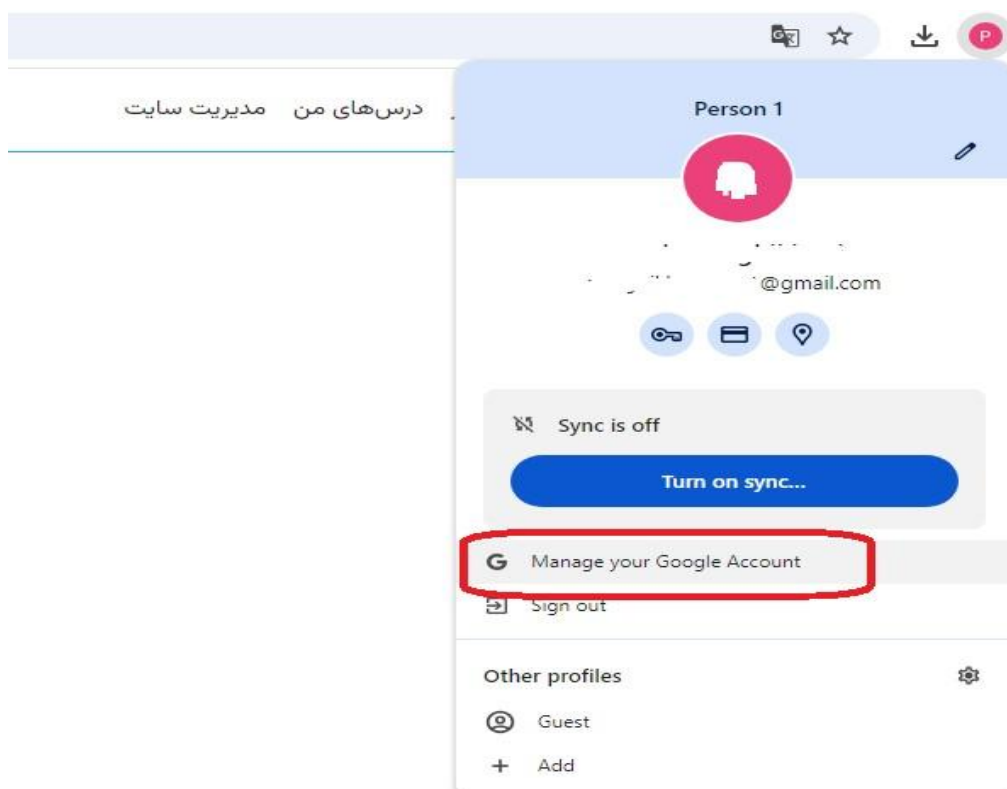 P
درس‌های من    مدیریت سایت
Person 1
@gmail.com
Sync is off
Turn on sync...
G Manage your Google Account
Sign out
Other profiles
Guest
+ Add